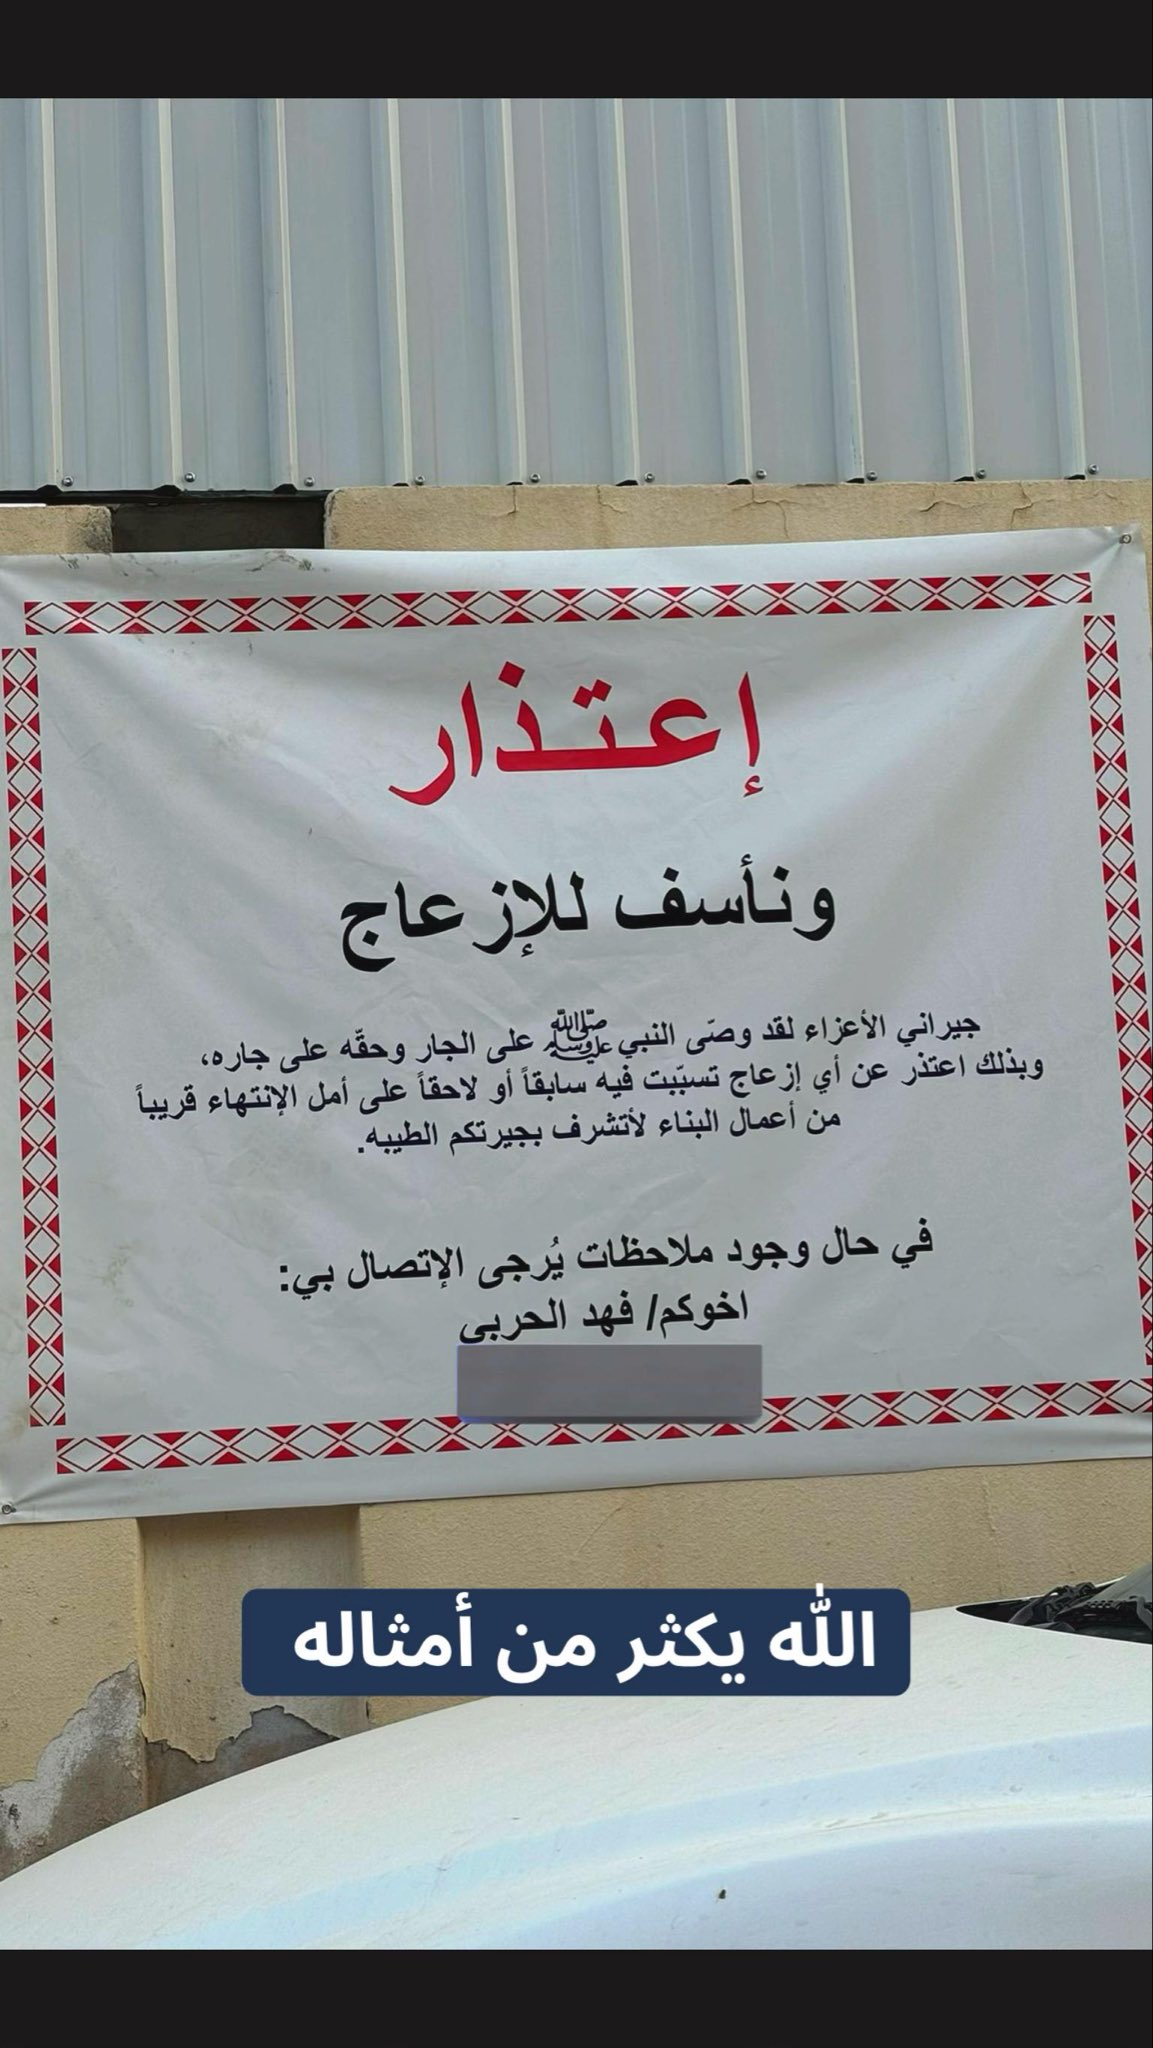 إعتذار
ونأسف للإزعاج
جيراني الأعزاء لقد وصّى النبي ﷺ على الجار وحقّه على جاره،
وبذلك اعتذر عن أي إزعاج تسبّبت فيه سابقاً أو لاحقاً على أمل الإنتهاء قريباً
من أعمال البناء لأتشرف بجيرتكم الطيبه.
في حال وجود ملاحظات يُرجى الإتصال بي:
اخوكم/ فهد الحربي
الله يكثر من أمثاله